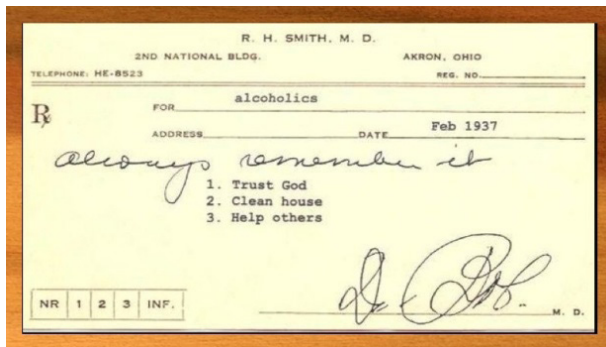 R. H. SMITH, M. D.
2ND NATIONAL BLDG. AKRON, OHIO
TELEPHONE: HE-8523 REG. NO.
℞
FOR alcoholics
ADDRESS DATE Feb 1937
always remember it
1. Trust God
2. Clean house
3. Help others
Dr. Bob.
M. D.
NR 1 2 3 INF.